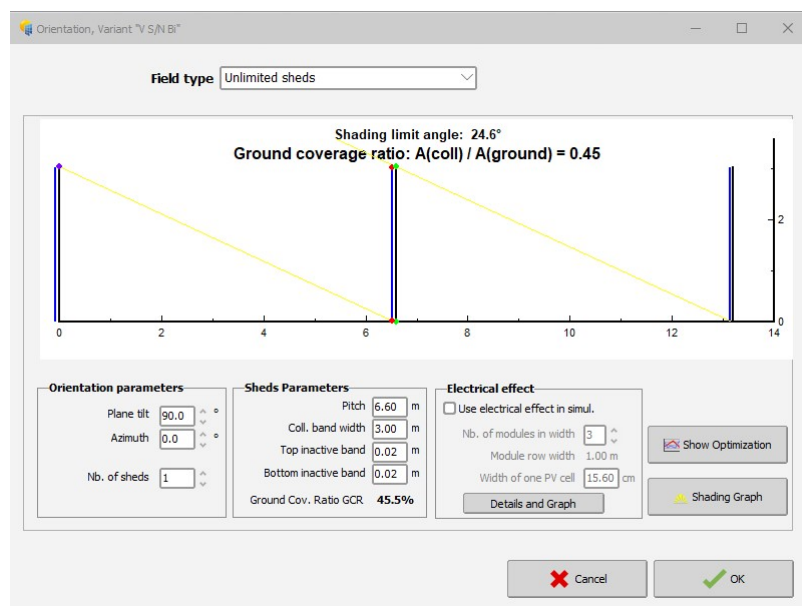 Orientation, Variant "V S/N Bi"
Field type Unlimited sheds
Shading limit angle: 24.6°
Ground coverage ratio: A(coll) / A(ground) = 0.45
2
0
0 2 4 6 8 10 12 14
Orientation parameters
Plane tilt 90.0 °
Azimuth 0.0 °
Nb. of sheds 1
Sheds Parameters
Pitch 6.60 m
Coll. band width 3.00 m
Top inactive band 0.02 m
Bottom inactive band 0.02 m
Ground Cov. Ratio GCR 45.5%
Electrical effect
Use electrical effect in simul.
Nb. of modules in width 3
Module row width 1.00 m
Width of one PV cell 15.60 cm
Details and Graph
Show Optimization
Shading Graph
Cancel
OK